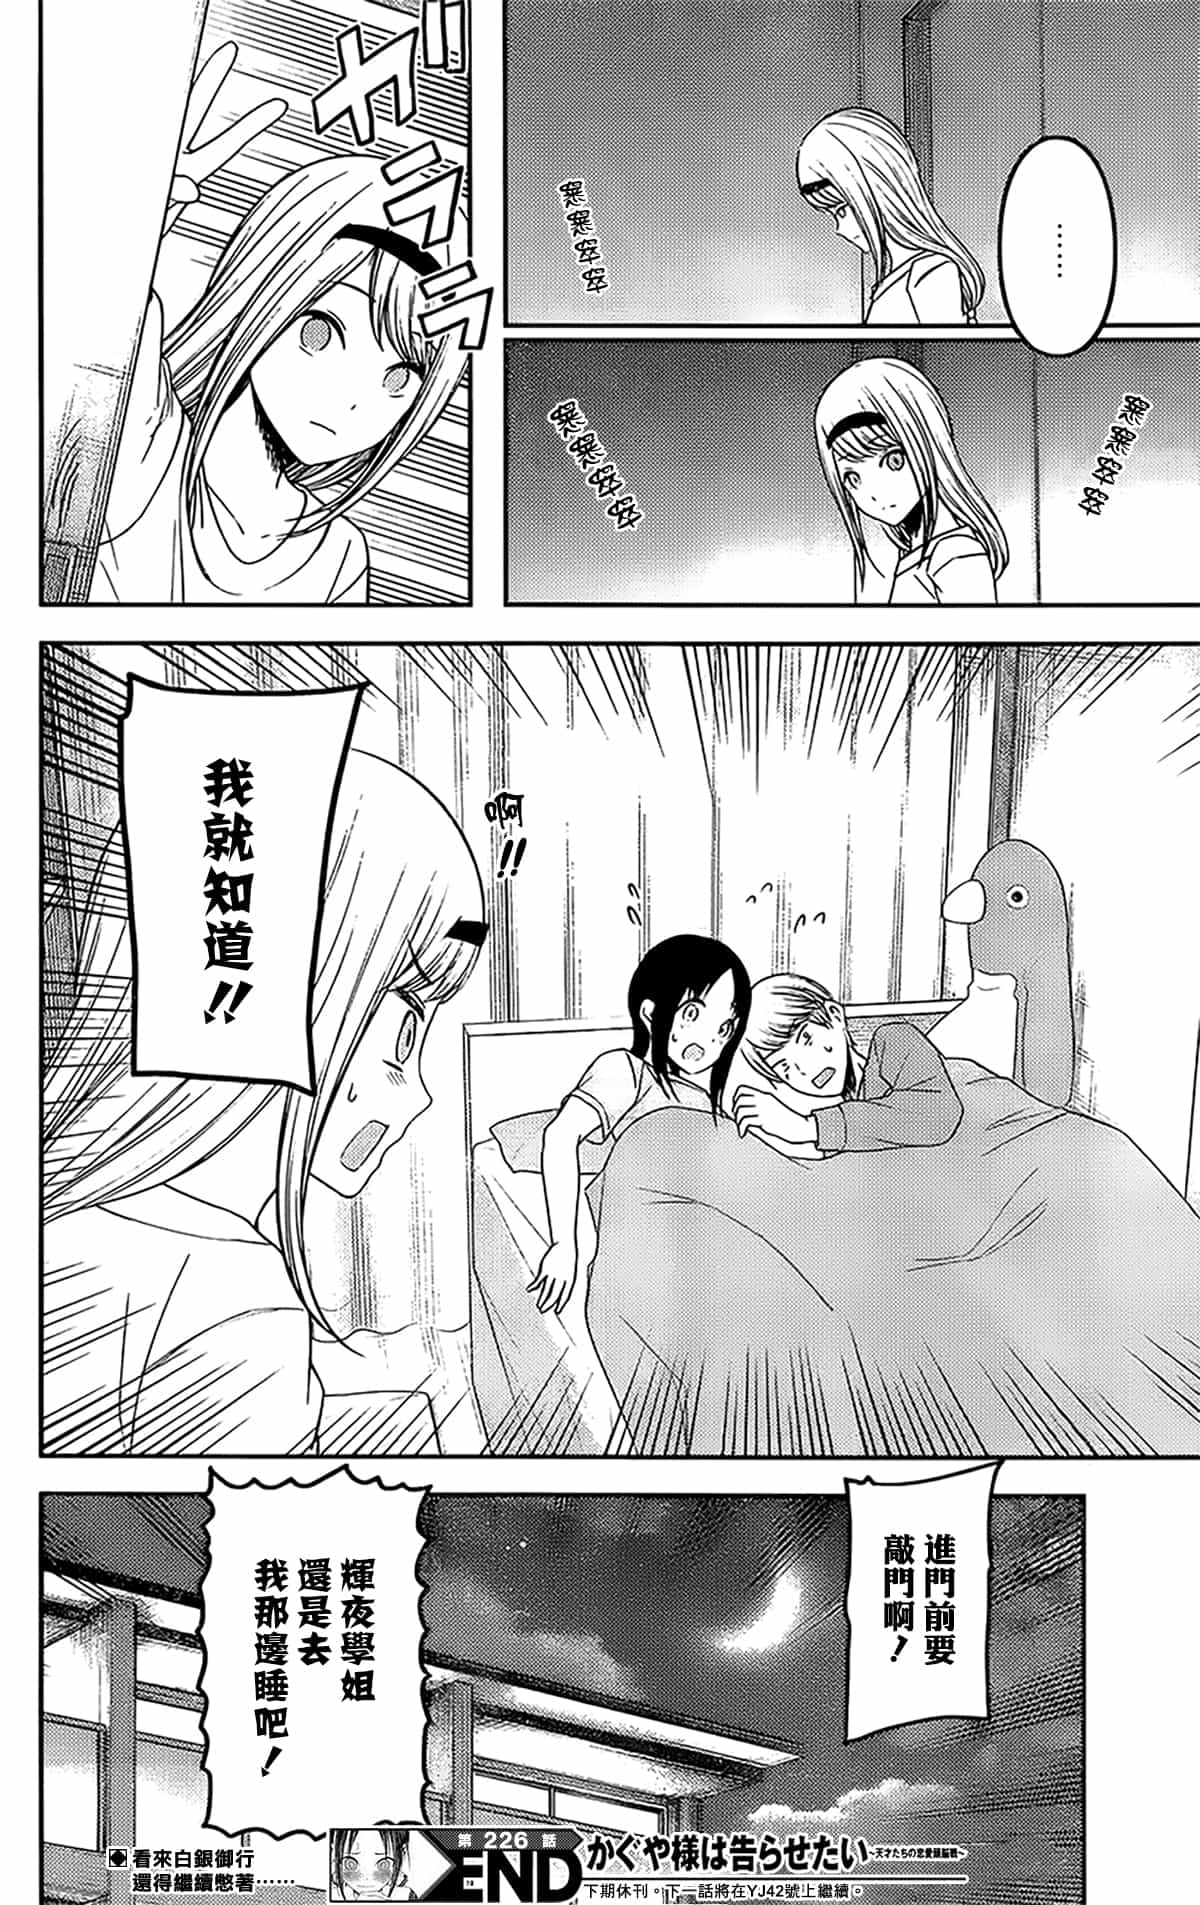 ……
窸窸窣窣
窸窸窣窣
窸窸窣窣
ガララ
啊!!
我就知道!!
進門前要
敲門啊！
輝夜學姐
還是去
我那邊睡吧！
看來白銀御行
還得繼續憋著……
第 226 話
END
かぐや様は告らせたい
~天才たちの恋愛頭脳戦~
下期休刊。下一話將在YJ42號上繼續。